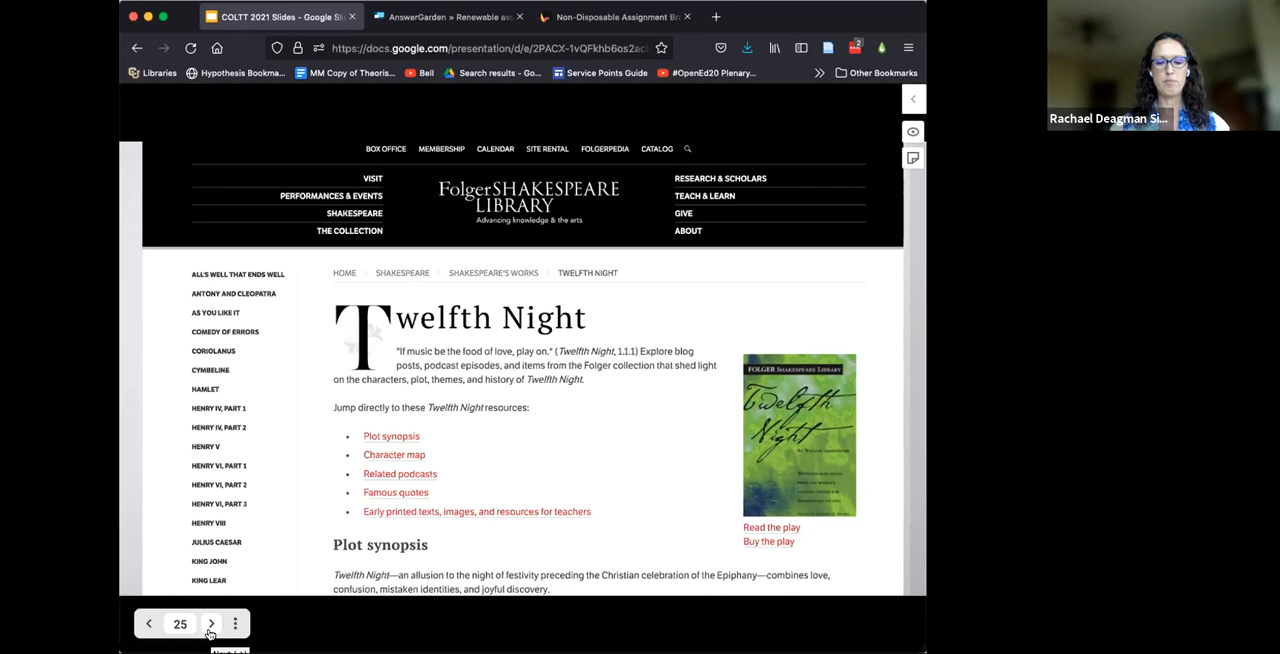 COLTT 2021 Slides - Google Sli
AnswerGarden » Renewable as
Non-Disposable Assignment Br
https://docs.google.com/presentation/d/e/2PACX-1vQFkhb6os2ac
2
Libraries
Hypothesis Bookma...
MM Copy of Theoris...
Bell
Search results - Go...
Service Points Guide
#OpenEd20 Plenary...
Other Bookmarks
Rachael Deagman Si...
BOX OFFICE MEMBERSHIP CALENDAR SITE RENTAL FOLGERPEDIA CATALOG
VISIT
PERFORMANCES & EVENTS
SHAKESPEARE
THE COLLECTION
Folger SHAKESPEARE
LIBRARY
Advancing knowledge & the arts
RESEARCH & SCHOLARS
TEACH & LEARN
GIVE
ABOUT
ALL'S WELL THAT ENDS WELL
ANTONY AND CLEOPATRA
AS YOU LIKE IT
COMEDY OF ERRORS
CORIOLANUS
CYMBELINE
HAMLET
HENRY IV, PART 1
HENRY IV, PART 2
HENRY V
HENRY VI, PART 1
HENRY VI, PART 2
HENRY VI, PART 3
HENRY VIII
JULIUS CAESAR
KING JOHN
KING LEAR
HOME SHAKESPEARE SHAKESPEARE'S WORKS TWELFTH NIGHT
Twelfth Night
"If music be the food of love, play on." (Twelfth Night, 1.1.1) Explore blog
posts, podcast episodes, and items from the Folger collection that shed light
on the characters, plot, themes, and history of Twelfth Night.
Jump directly to these Twelfth Night resources:
• Plot synopsis
• Character map
• Related podcasts
• Famous quotes
• Early printed texts, images, and resources for teachers
Plot synopsis
Twelfth Night—an allusion to the night of festivity preceding the Christian celebration of the Epiphany—combines love,
confusion, mistaken identities, and joyful discovery.
FOLGER SHAKESPEARE LIBRARY
Twelfth
Night
BY WILLIAM SHAKESPEARE
Read the play
Buy the play
25